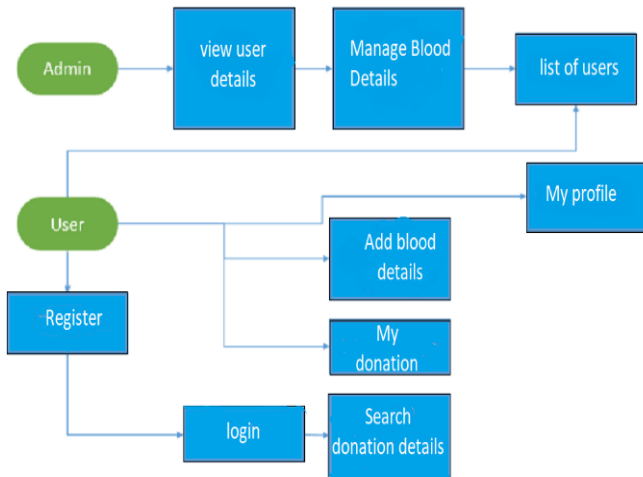 Admin
view user
details
Manage Blood
Details
list of users
User
My profile
Add blood
details
Register
My
donation
login
Search
donation details